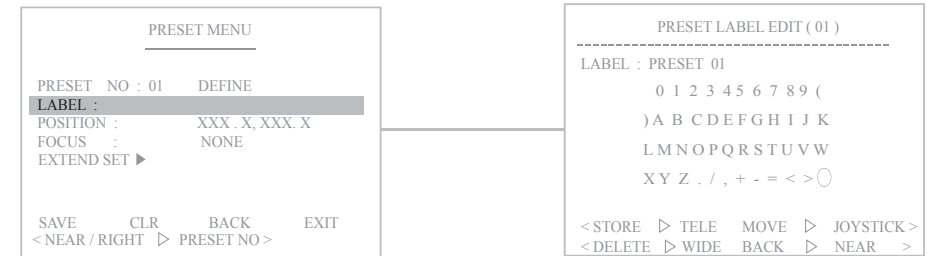 PRESET MENU
PRESET NO : 01 DEFINE
LABEL :
POSITION : XXX . X, XXX. X
FOCUS : NONE
EXTEND SET ▶
SAVE CLR BACK EXIT
< NEAR / RIGHT ▷ PRESET NO >
PRESET LABEL EDIT ( 01 )
LABEL : PRESET 01
0 1 2 3 4 5 6 7 8 9 (
) A B C D E F G H I J K
L M N O P Q R S T U V W
X Y Z . / , + - = < >
< STORE ▷ TELE MOVE ▷ JOYSTICK >
< DELETE ▷ WIDE BACK ▷ NEAR >